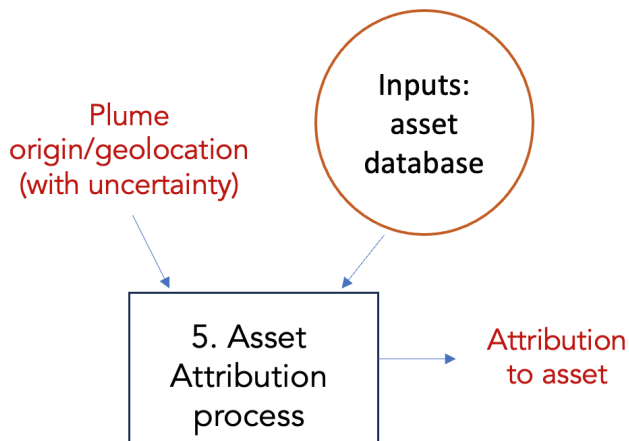 Plume
origin/geolocation
(with uncertainty)
Inputs:
asset
database
5. Asset
Attribution
process
Attribution
to asset